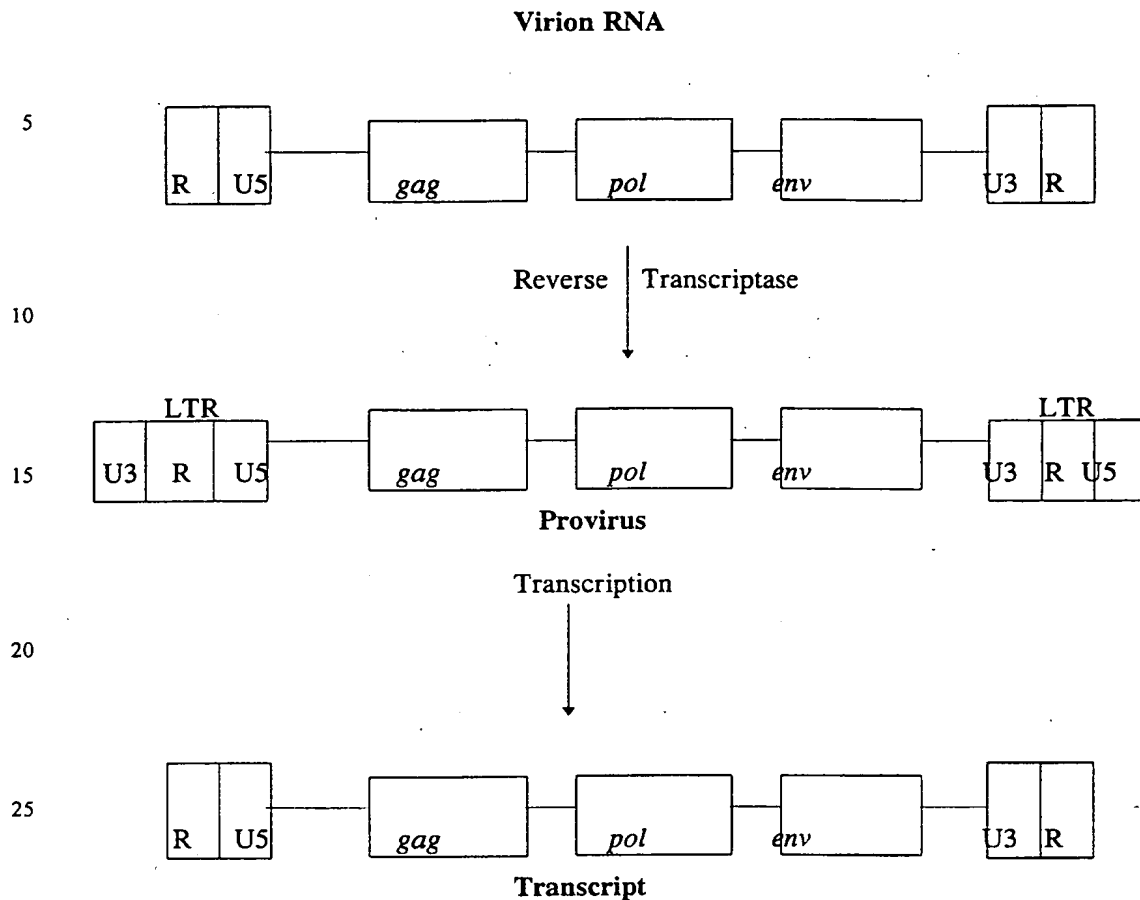 Virion RNA
5
R U5 gag pol env U3 R
Reverse Transcriptase
10
LTR LTR
15 U3 R U5 gag pol env U3 R U5
Provirus
Transcription
20
25
R U5 gag pol env U3 R
Transcript